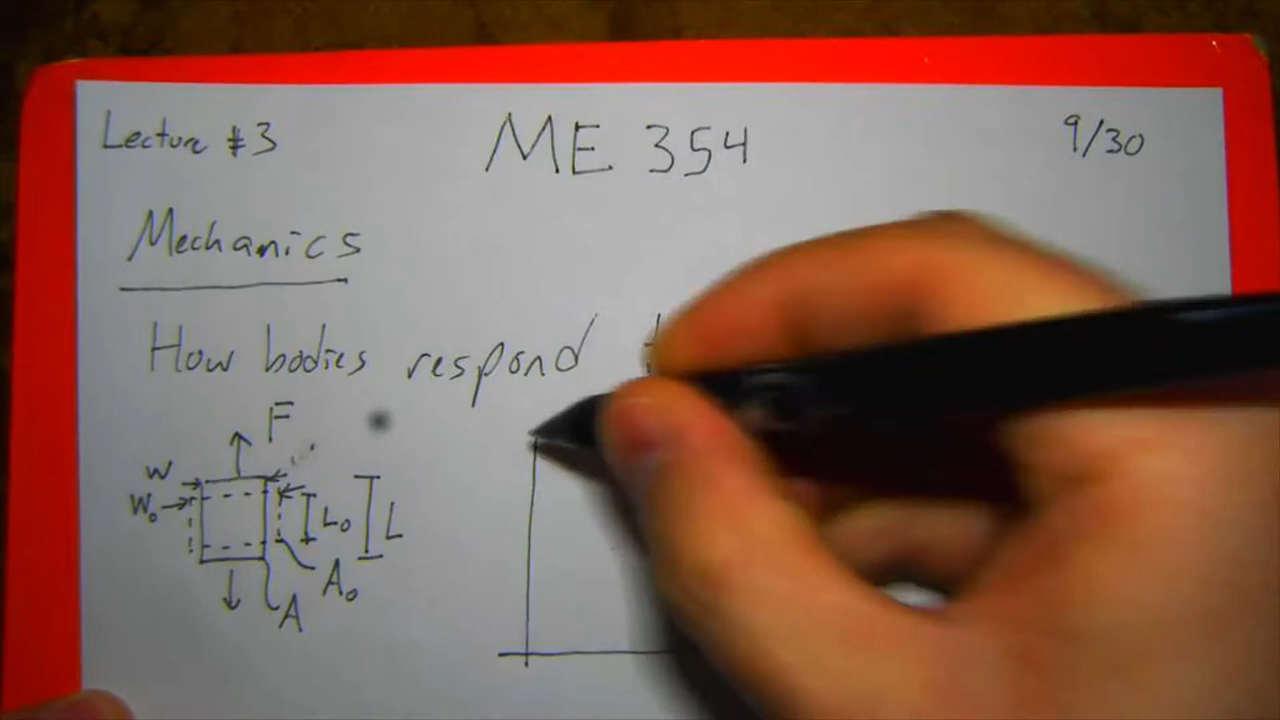 Lecture #3
ME 354
9/30
Mechanics
How bodies respond
F
w
W₀
L₀
L
A₀
A